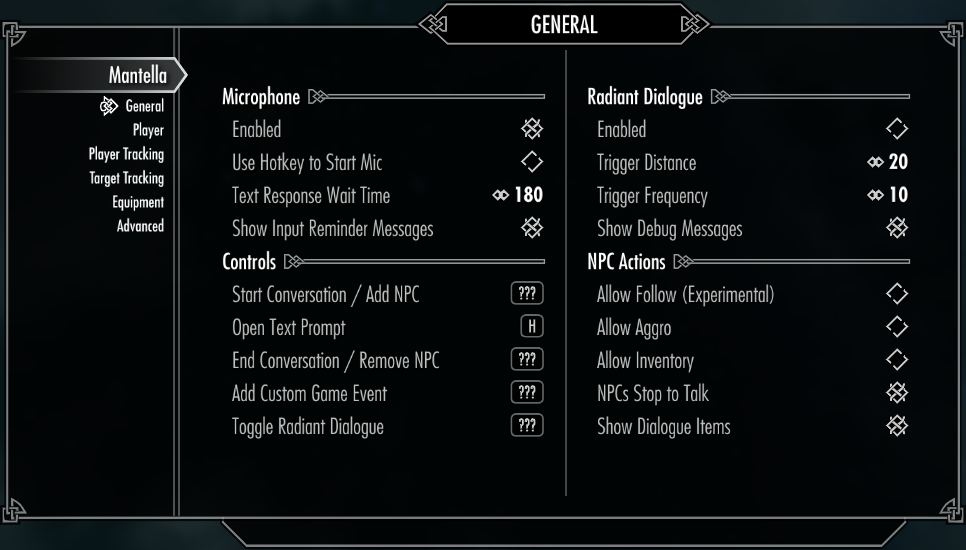 GENERAL
Mantella
General
Player
Player Tracking
Target Tracking
Equipment
Advanced
Microphone
Enabled
Use Hotkey to Start Mic
Text Response Wait Time 180
Show Input Reminder Messages
Controls
Start Conversation / Add NPC ???
Open Text Prompt H
End Conversation / Remove NPC ???
Add Custom Game Event ???
Toggle Radiant Dialogue ???
Radiant Dialogue
Enabled
Trigger Distance 20
Trigger Frequency 10
Show Debug Messages
NPC Actions
Allow Follow (Experimental)
Allow Aggro
Allow Inventory
NPCs Stop to Talk
Show Dialogue Items